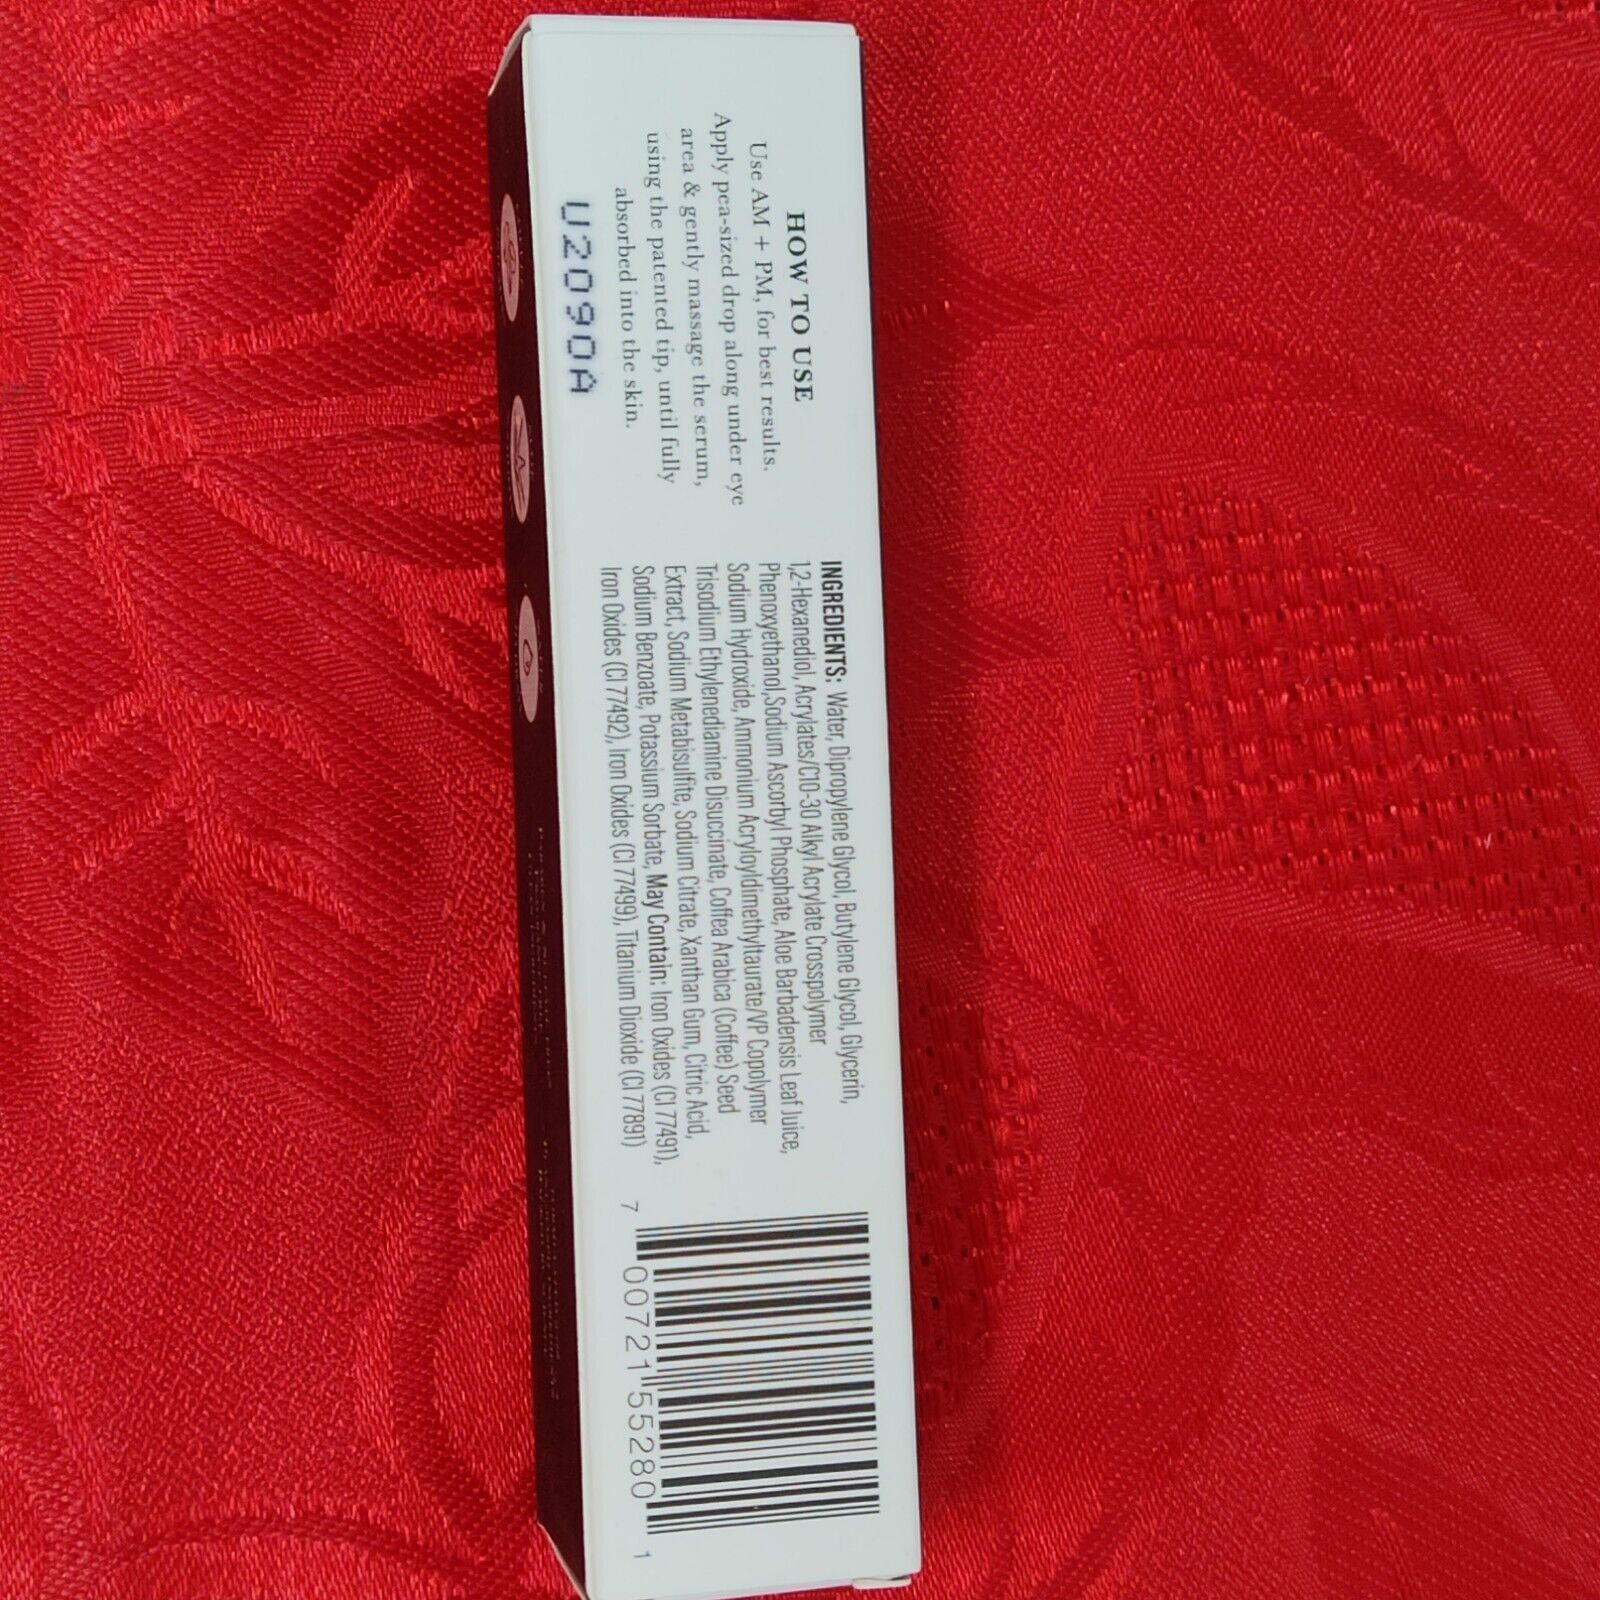 HOW TO USE
Use AM + PM, for best results.
Apply pea-sized drop along under eye
area & gently massage the serum,
using the patented tip, until fully
absorbed into the skin.
U2090A
INGREDIENTS: Water, Dipropylene Glycol, Butylene Glycol, Glycerin,
1,2-Hexanediol, Acrylates/C10-30 Alkyl Acrylate Crosspolymer
Phenoxyethanol,Sodium Ascorbyl Phosphate, Aloe Barbadensis Leaf Juice,
Sodium Hydroxide, Ammonium Acryloyldimethyltaurate/VP Copolymer
Trisodium Ethylenediamine Disuccinate, Coffea Arabica (Coffee) Seed
Extract, Sodium Metabisulfite, Sodium Citrate, Xanthan Gum, Citric Acid,
Sodium Benzoate, Potassium Sorbate, May Contain: Iron Oxides (CI 77491),
Iron Oxides (CI 77492), Iron Oxides (CI 77499), Titanium Dioxide (CI 77891)
7 00721 55280 1